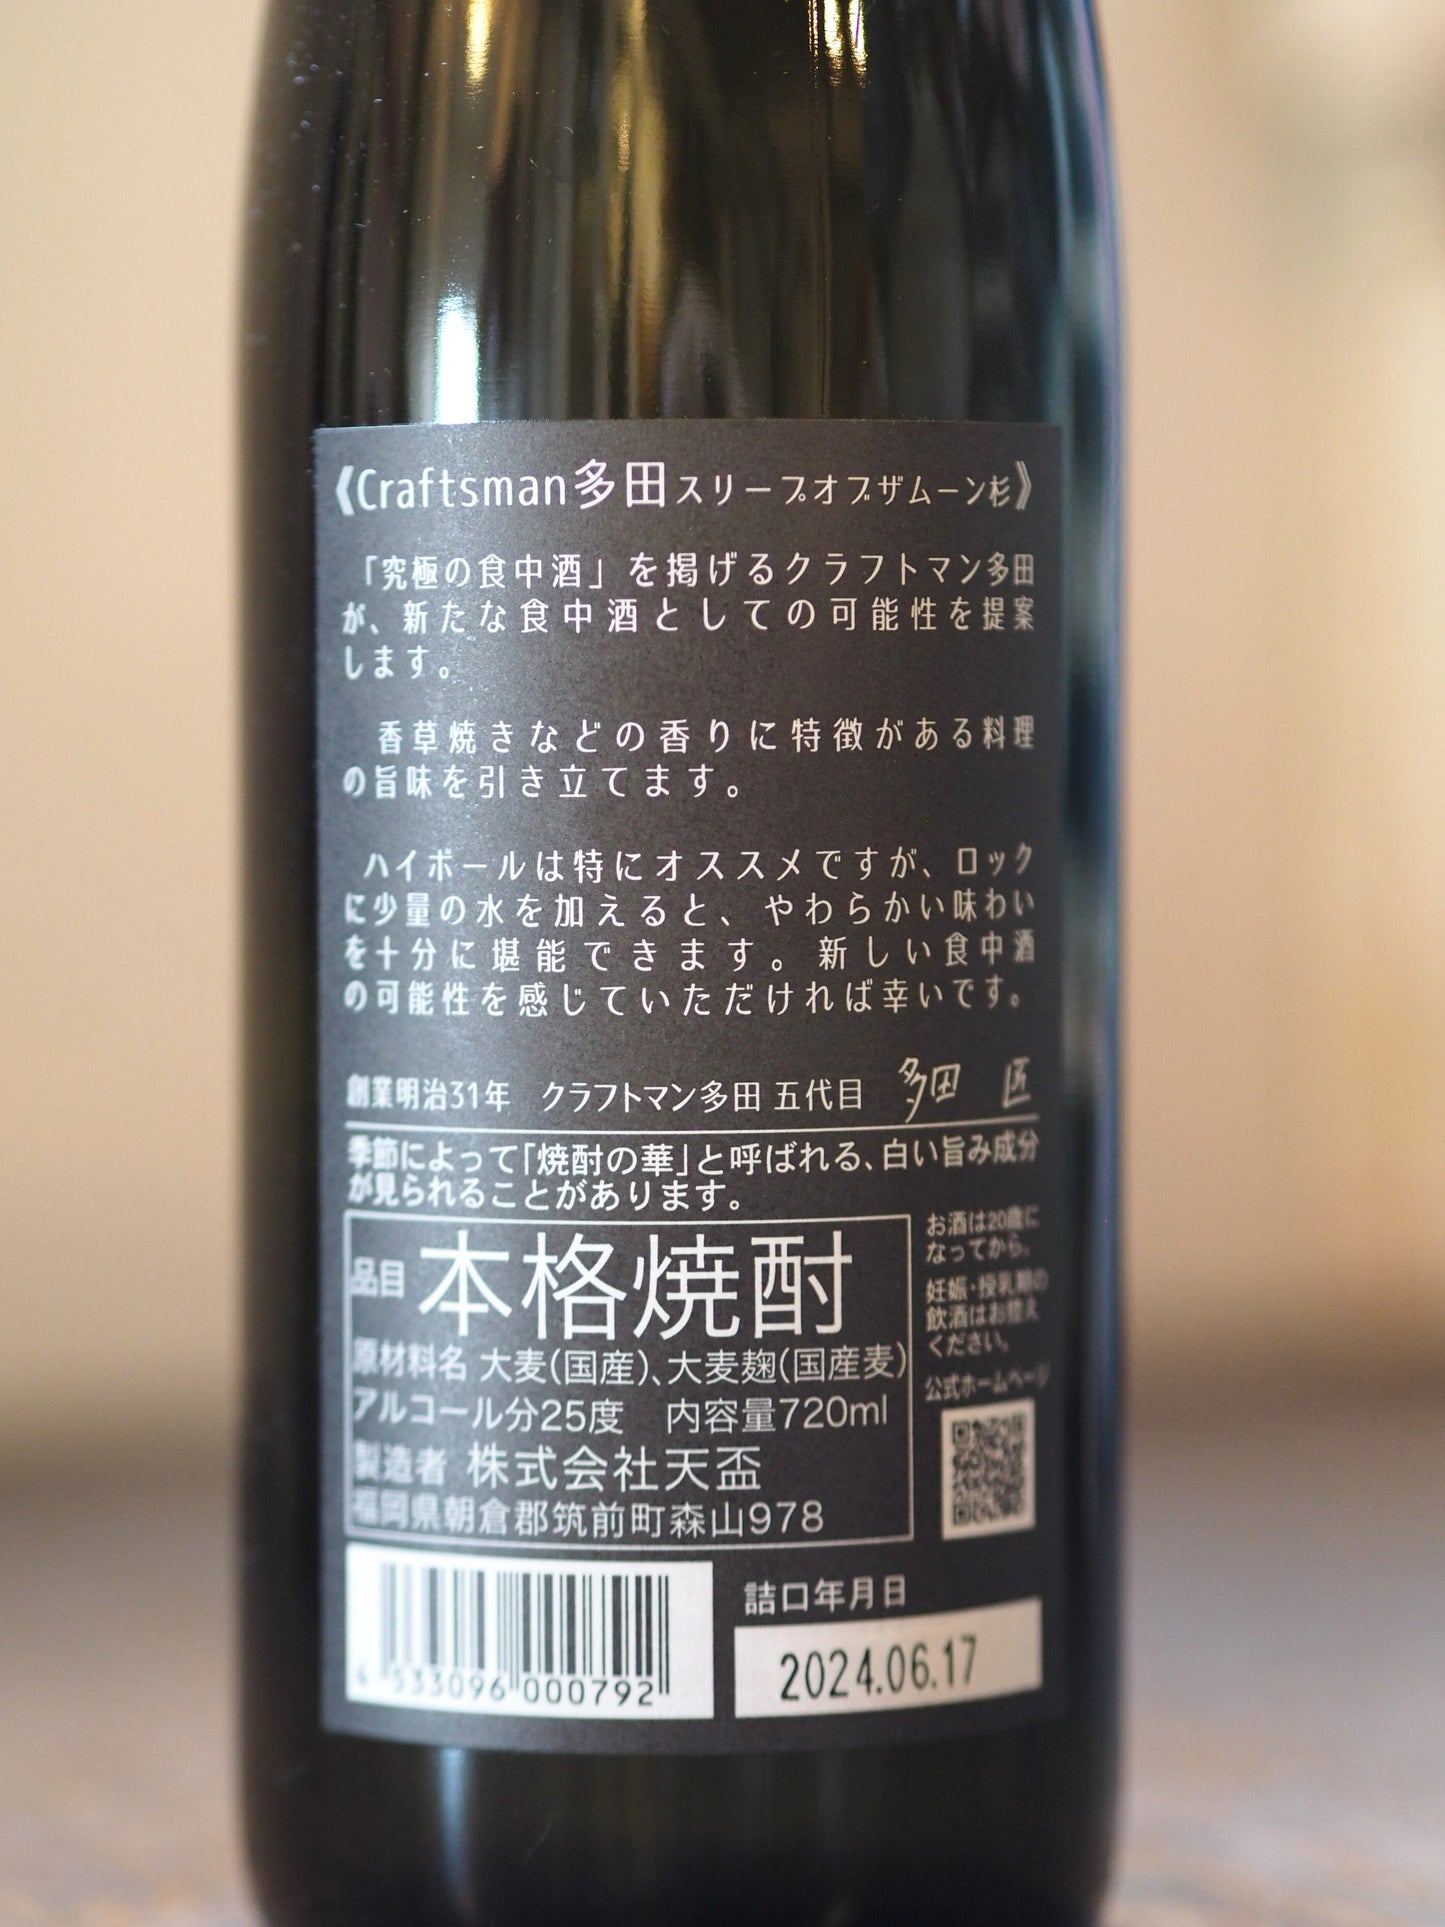 《Craftsman多田スリープオブザムーン杉》
「究極の食中酒」を掲げるクラフトマン多田
が、新たな食中酒としての可能性を提案
します。
香草焼きなどの香りに特徴がある料理
の旨味を引き立てます。
ハイボールは特にオススメですが、ロック
に少量の水を加えると、やわらかい味わい
を十分に堪能できます。新しい食中酒
の可能性を感じていただければ幸いです。
創業明治31年 クラフトマン多田 五代目 多田 匠
季節によって「焼酎の華」と呼ばれる、白い旨み成分
が見られることがあります。
品目 本格焼酎
原材料名 大麦(国産)、大麦麹(国産麦)
アルコール分25度 内容量720ml
製造者 株式会社天盃
福岡県朝倉郡筑前町森山978
お酒は20歳に
なってから。
妊娠・授乳期の
飲酒はお控え
ください。
公式ホームページ
4 533096 000792
詰口年月日
2024.06.17